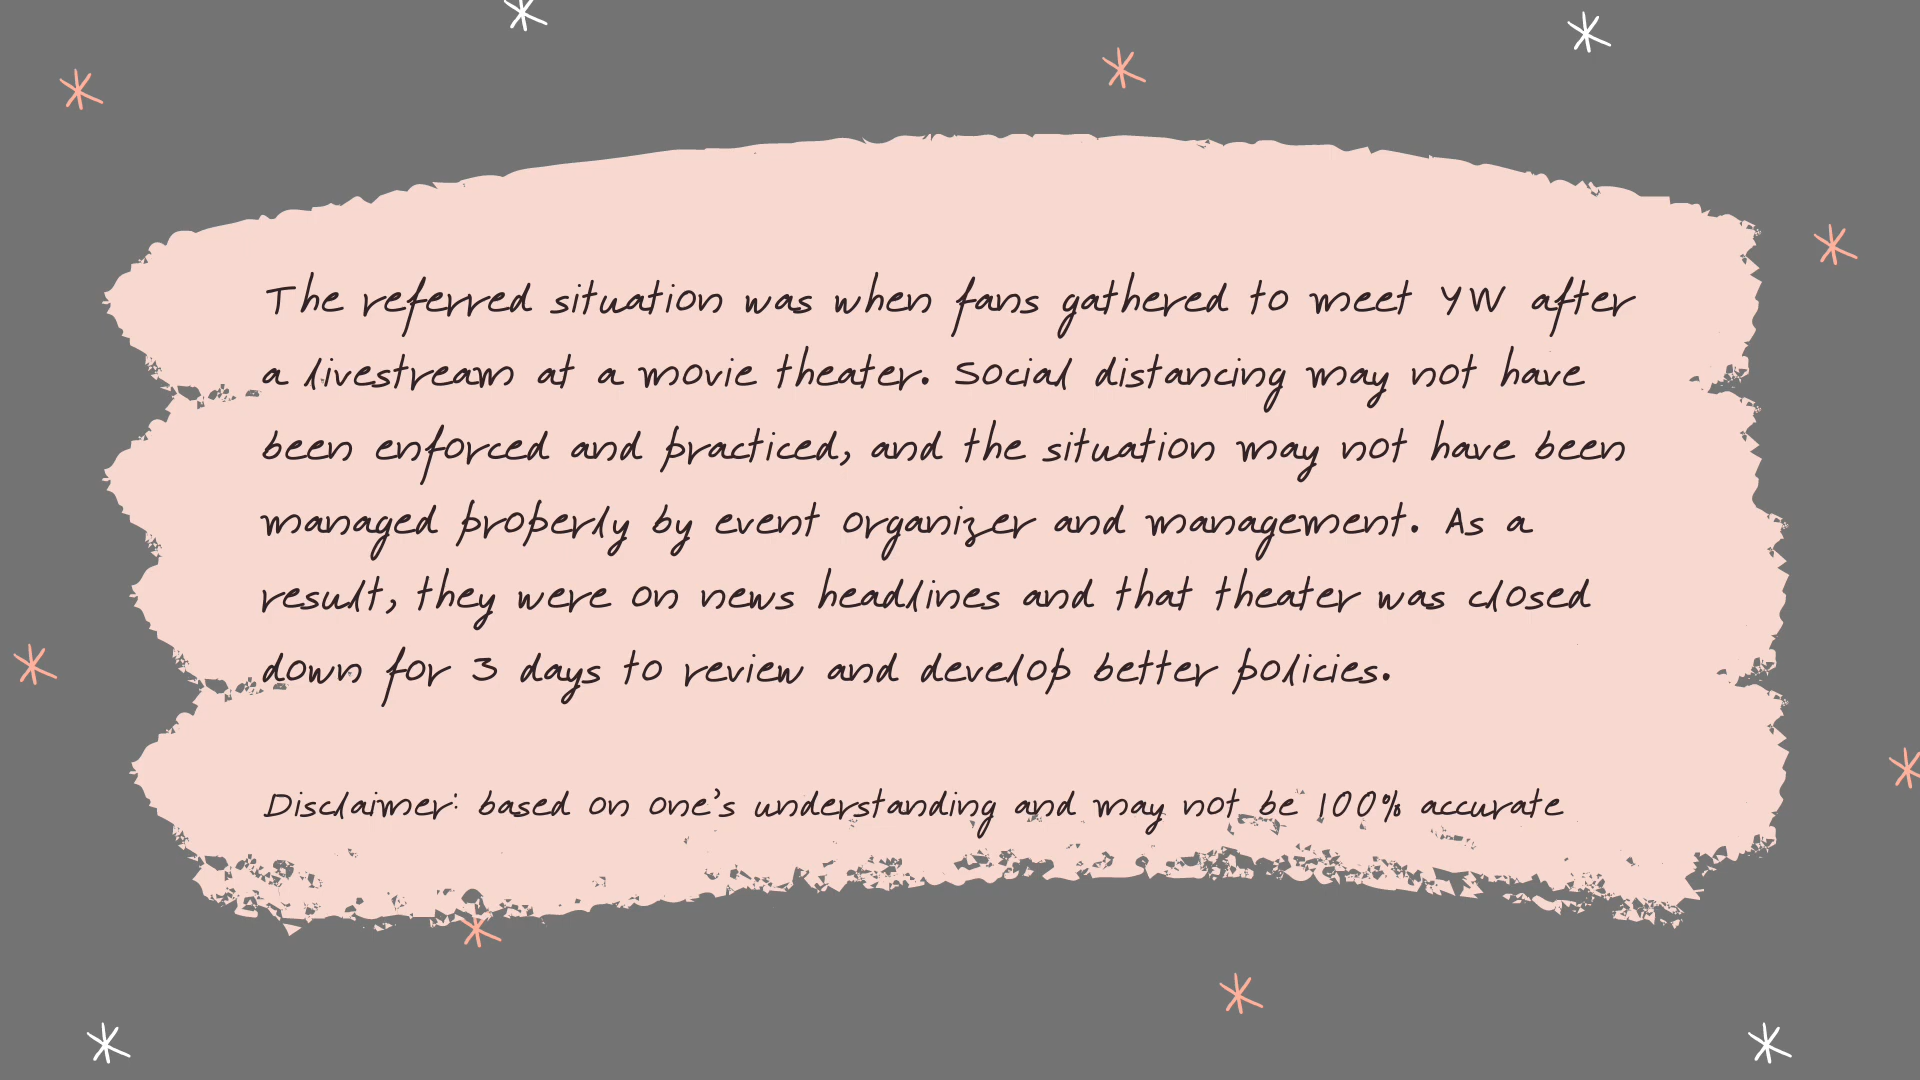 The referred situation was when fans gathered to meet YW after
a livestream at a movie theater. Social distancing may not have
been enforced and practiced, and the situation may not have been
managed properly by event organizer and management. As a
result, they were on news headlines and that theater was closed
down for 3 days to review and develop better policies.
Disclaimer: based on one's understanding and may not be 100% accurate